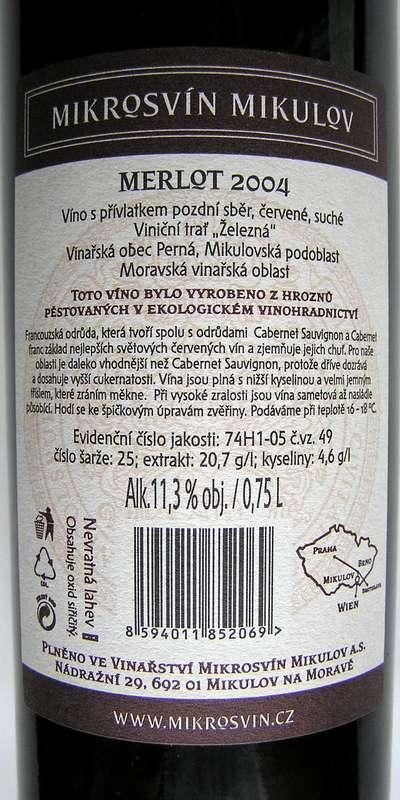 MIKROSVÍN MIKULOV
MERLOT 2004
Víno s přívlatkem pozdní sběr, červené, suché
Viniční trať „Železná"
Vinařská obec Perná, Mikulovská podoblast
Moravská vinařská oblast
TOTO VÍNO BYLO VYROBENO Z HROZNŮ
PĚSTOVANÝCH V EKOLOGICKÉM VINOHRADNICTVÍ
Francouzská odrůda, která tvoří spolu s odrůdami Cabernet Sauvignon a Cabernet
franc základ nejlepších světových červených vín a zjemňuje jejich chuť. Pro naše
oblasti je daleko vhodnější než Cabernet Sauvignon, protože dříve dozrává
a dosahuje vyšší cukernatosti. Vína jsou plná s nižší kyselinou a velmi jemným
tříslem, které zráním měkne. Při vysoké zralosti jsou vína sametová až nasládle
působící. Hodí se ke špičkovým úpravám zvěřiny. Podáváme při teplotě 16 - 18 °C.
Evidenční číslo jakosti: 74H1-05 č.vz. 49
číslo šarže: 25; extrakt: 20,7 g/l; kyseliny: 4,6 g/l
Alk.11,3 % obj. / 0,75 L
Nevratná lahev
Obsahuje oxid siřičitý
8 594011 852069 >
PRAHA
BRNO
MIKULOV
BRATISLAVA
WIEN
PLNĚNO VE VINAŘSTVÍ MIKROSVÍN MIKULOV A.S.
NÁDRAŽNÍ 29, 692 01 MIKULOV NA MORAVĚ
WWW.MIKROSVIN.CZ